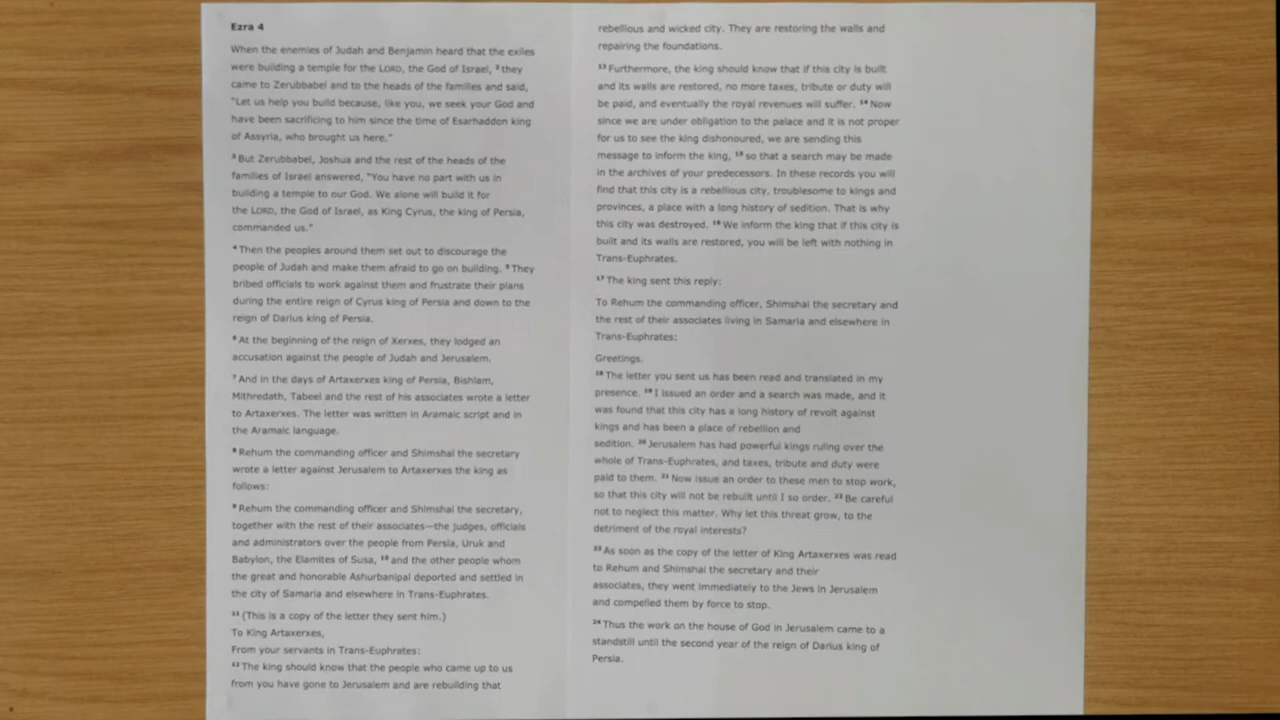 Ezra 4
When the enemies of Judah and Benjamin heard that the exiles
were building a temple for the LORD, the God of Israel, ² they
came to Zerubbabel and to the heads of the families and said,
"Let us help you build because, like you, we seek your God and
have been sacrificing to him since the time of Esarhaddon king
of Assyria, who brought us here."
³ But Zerubbabel, Joshua and the rest of the heads of the
families of Israel answered, "You have no part with us in
building a temple to our God. We alone will build it for
the LORD, the God of Israel, as King Cyrus, the king of Persia,
commanded us."
⁴ Then the peoples around them set out to discourage the
people of Judah and make them afraid to go on building. ⁵ They
bribed officials to work against them and frustrate their plans
during the entire reign of Cyrus king of Persia and down to the
reign of Darius king of Persia.
⁶ At the beginning of the reign of Xerxes, they lodged an
accusation against the people of Judah and Jerusalem.
⁷ And in the days of Artaxerxes king of Persia, Bishlam,
Mithredath, Tabeel and the rest of his associates wrote a letter
to Artaxerxes. The letter was written in Aramaic script and in
the Aramaic language.
⁸ Rehum the commanding officer and Shimshai the secretary
wrote a letter against Jerusalem to Artaxerxes the king as
follows:
⁹ Rehum the commanding officer and Shimshai the secretary,
together with the rest of their associates—the judges, officials
and administrators over the people from Persia, Uruk and
Babylon, the Elamites of Susa, ¹⁰ and the other people whom
the great and honorable Ashurbanipal deported and settled in
the city of Samaria and elsewhere in Trans-Euphrates.
¹¹ (This is a copy of the letter they sent him.)
To King Artaxerxes,
From your servants in Trans-Euphrates:
¹² The king should know that the people who came up to us
from you have gone to Jerusalem and are rebuilding that
rebellious and wicked city. They are restoring the walls and
repairing the foundations.
¹³ Furthermore, the king should know that if this city is built
and its walls are restored, no more taxes, tribute or duty will
be paid, and eventually the royal revenues will suffer. ¹⁴ Now
since we are under obligation to the palace and it is not proper
for us to see the king dishonoured, we are sending this
message to inform the king, ¹⁵ so that a search may be made
in the archives of your predecessors. In these records you will
find that this city is a rebellious city, troublesome to kings and
provinces, a place with a long history of sedition. That is why
this city was destroyed. ¹⁶ We inform the king that if this city is
built and its walls are restored, you will be left with nothing in
Trans-Euphrates.
¹⁷ The king sent this reply:
To Rehum the commanding officer, Shimshai the secretary and
the rest of their associates living in Samaria and elsewhere in
Trans-Euphrates:
Greetings.
¹⁸ The letter you sent us has been read and translated in my
presence. ¹⁹ I issued an order and a search was made, and it
was found that this city has a long history of revolt against
kings and has been a place of rebellion and
sedition. ²⁰ Jerusalem has had powerful kings ruling over the
whole of Trans-Euphrates, and taxes, tribute and duty were
paid to them. ²¹ Now issue an order to these men to stop work,
so that this city will not be rebuilt until I so order. ²² Be careful
not to neglect this matter. Why let this threat grow, to the
detriment of the royal interests?
²³ As soon as the copy of the letter of King Artaxerxes was read
to Rehum and Shimshai the secretary and their
associates, they went immediately to the Jews in Jerusalem
and compelled them by force to stop.
²⁴ Thus the work on the house of God in Jerusalem came to a
standstill until the second year of the reign of Darius king of
Persia.